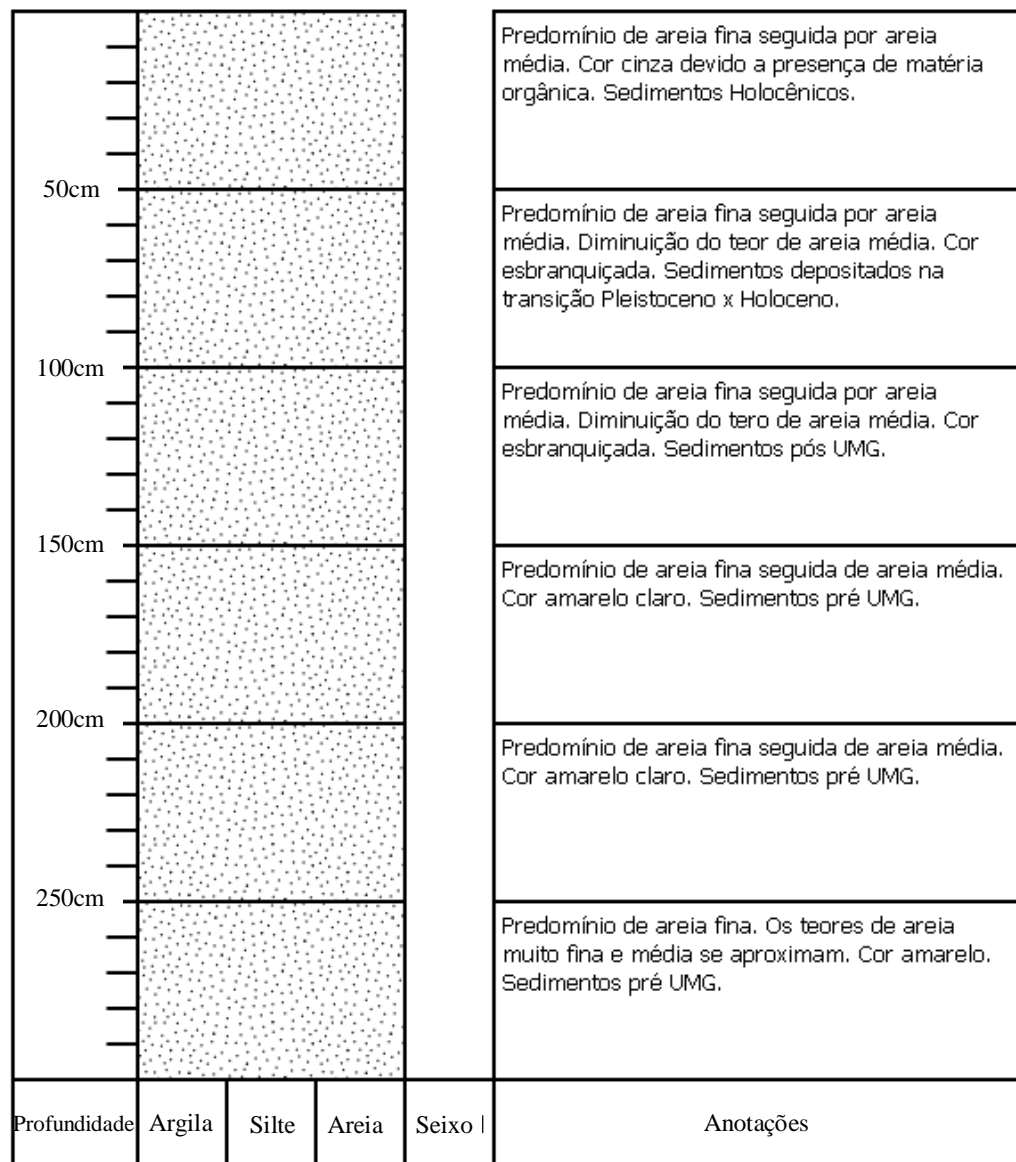 Predomínio de areia fina seguida por areia
média. Cor cinza devido a presença de matéria
orgânica. Sedimentos Holocênicos.
50cm
Predomínio de areia fina seguida por areia
média. Diminuição do teor de areia média. Cor
esbranquiçada. Sedimentos depositados na
transição Pleistoceno x Holoceno.
100cm
Predomínio de areia fina seguida por areia
média. Diminuição do tero de areia média. Cor
esbranquiçada. Sedimentos pós UMG.
150cm
Predomínio de areia fina seguida de areia média.
Cor amarelo claro. Sedimentos pré UMG.
200cm
Predomínio de areia fina seguida de areia média.
Cor amarelo claro. Sedimentos pré UMG.
250cm
Predomínio de areia fina. Os teores de areia
muito fina e média se aproximam. Cor amarelo.
Sedimentos pré UMG.
Profundidade Argila Silte Areia Seixo | Anotações